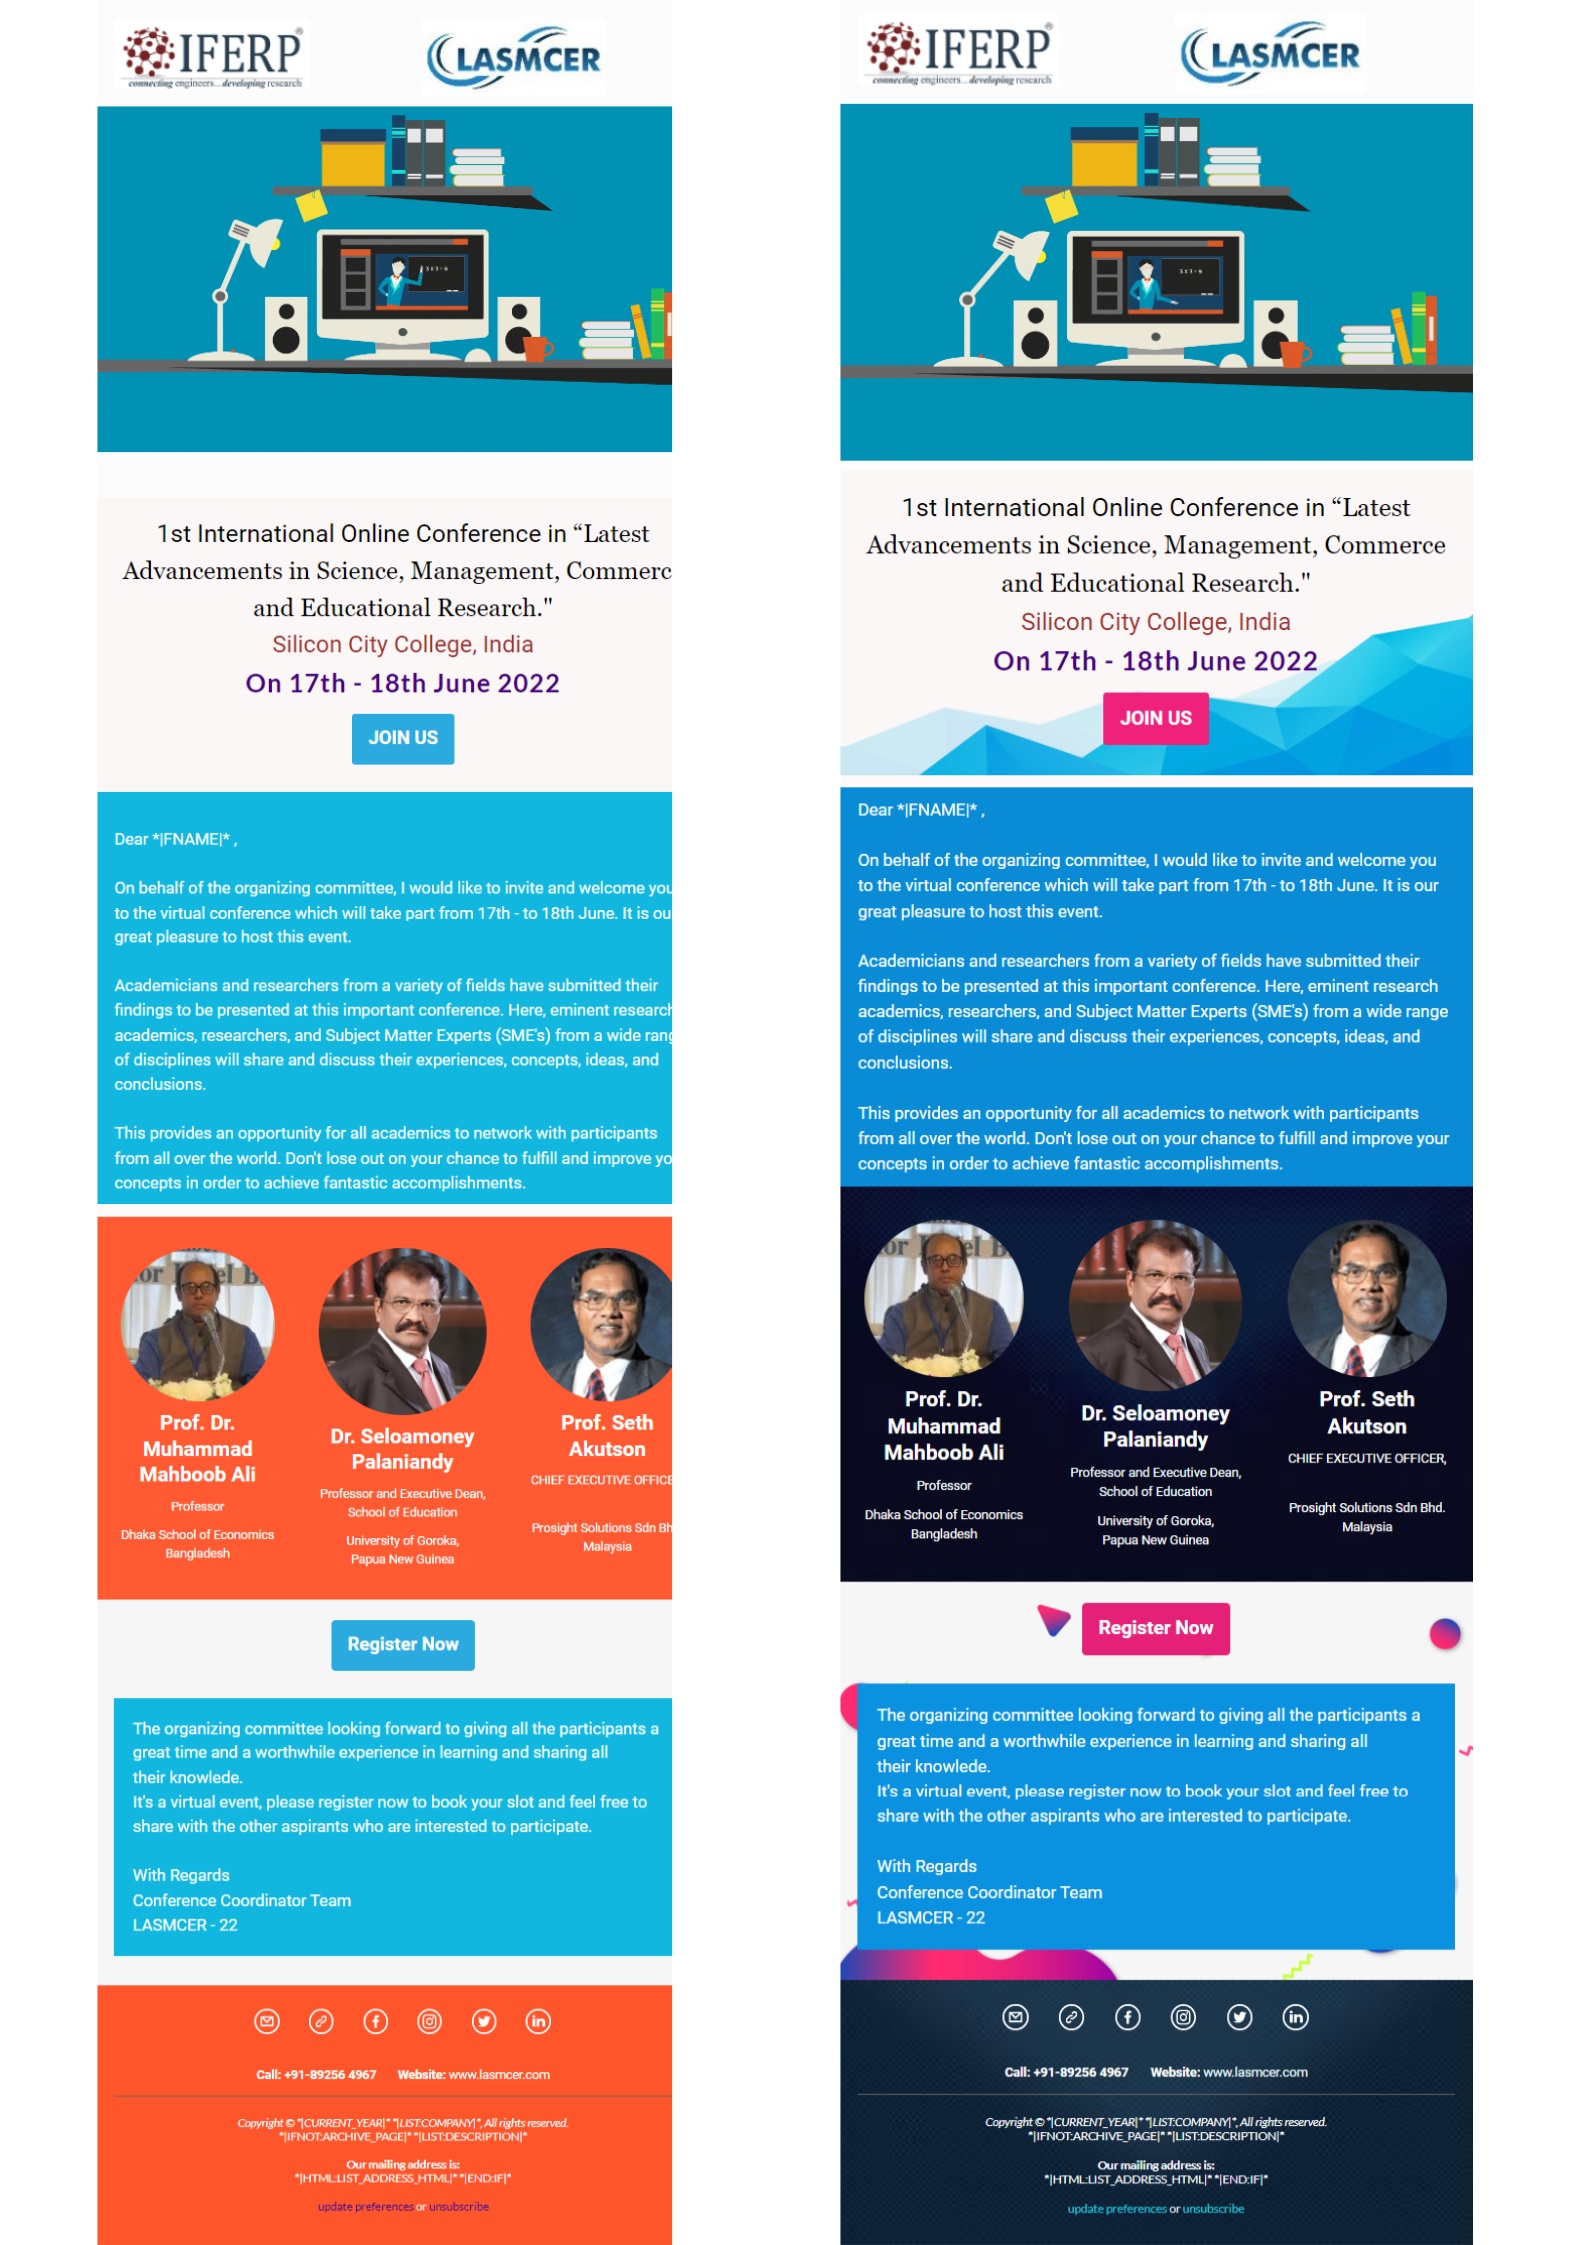 IFERP
connecting engineers...developing research
LASMCER
1st International Online Conference in “Latest
Advancements in Science, Management, Commerc
and Educational Research."
Silicon City College, India
On 17th - 18th June 2022
JOIN US
Dear *|FNAME|* ,
On behalf of the organizing committee, I would like to invite and welcome you
to the virtual conference which will take part from 17th - to 18th June. It is ou
great pleasure to host this event.
Academicians and researchers from a variety of fields have submitted their
findings to be presented at this important conference. Here, eminent research
academics, researchers, and Subject Matter Experts (SME's) from a wide rang
of disciplines will share and discuss their experiences, concepts, ideas, and
conclusions.
This provides an opportunity for all academics to network with participants
from all over the world. Don't lose out on your chance to fulfill and improve yo
concepts in order to achieve fantastic accomplishments.
Prof. Dr.
Muhammad
Mahboob Ali
Professor
Dhaka School of Economics
Bangladesh
Dr. Seloamoney
Palaniandy
Professor and Executive Dean,
School of Education
University of Goroka,
Papua New Guinea
Prof. Seth
Akutson
CHIEF EXECUTIVE OFFICE
Prosight Solutions Sdn Bh
Malaysia
Register Now
The organizing committee looking forward to giving all the participants a
great time and a worthwhile experience in learning and sharing all
their knowlede.
It's a virtual event, please register now to book your slot and feel free to
share with the other aspirants who are interested to participate.
With Regards
Conference Coordinator Team
LASMCER - 22
Call: +91-89256 4967 Website: www.lasmcer.com
Copyright © *|CURRENT_YEAR|* *|LIST:COMPANY|*, All rights reserved.
*|IFNOT:ARCHIVE_PAGE|* *|LIST:DESCRIPTION|*
Our mailing address is:
*|HTML:LIST_ADDRESS_HTML|* *|END:IF|*
update preferences or unsubscribe
IFERP
connecting engineers...developing research
LASMCER
1st International Online Conference in “Latest
Advancements in Science, Management, Commerce
and Educational Research."
Silicon City College, India
On 17th - 18th June 2022
JOIN US
Dear *|FNAME|* ,
On behalf of the organizing committee, I would like to invite and welcome you
to the virtual conference which will take part from 17th - to 18th June. It is our
great pleasure to host this event.
Academicians and researchers from a variety of fields have submitted their
findings to be presented at this important conference. Here, eminent research
academics, researchers, and Subject Matter Experts (SME's) from a wide range
of disciplines will share and discuss their experiences, concepts, ideas, and
conclusions.
This provides an opportunity for all academics to network with participants
from all over the world. Don't lose out on your chance to fulfill and improve your
concepts in order to achieve fantastic accomplishments.
Prof. Dr.
Muhammad
Mahboob Ali
Professor
Dhaka School of Economics
Bangladesh
Dr. Seloamoney
Palaniandy
Professor and Executive Dean,
School of Education
University of Goroka,
Papua New Guinea
Prof. Seth
Akutson
CHIEF EXECUTIVE OFFICER,
Prosight Solutions Sdn Bhd.
Malaysia
Register Now
The organizing committee looking forward to giving all the participants a
great time and a worthwhile experience in learning and sharing all
their knowlede.
It's a virtual event, please register now to book your slot and feel free to
share with the other aspirants who are interested to participate.
With Regards
Conference Coordinator Team
LASMCER - 22
Call: +91-89256 4967 Website: www.lasmcer.com
Copyright © *|CURRENT_YEAR|* *|LIST:COMPANY|*, All rights reserved.
*|IFNOT:ARCHIVE_PAGE|* *|LIST:DESCRIPTION|*
Our mailing address is:
*|HTML:LIST_ADDRESS_HTML|* *|END:IF|*
update preferences or unsubscribe